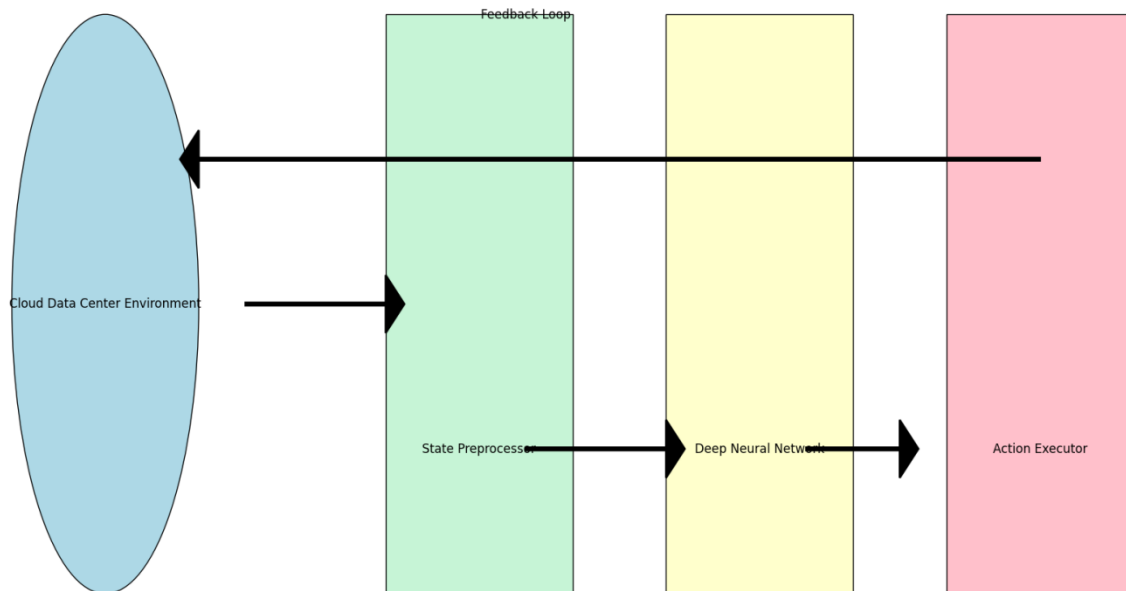 Feedback Loop
Cloud Data Center Environment
State Preprocessor
Deep Neural Network
Action Executor